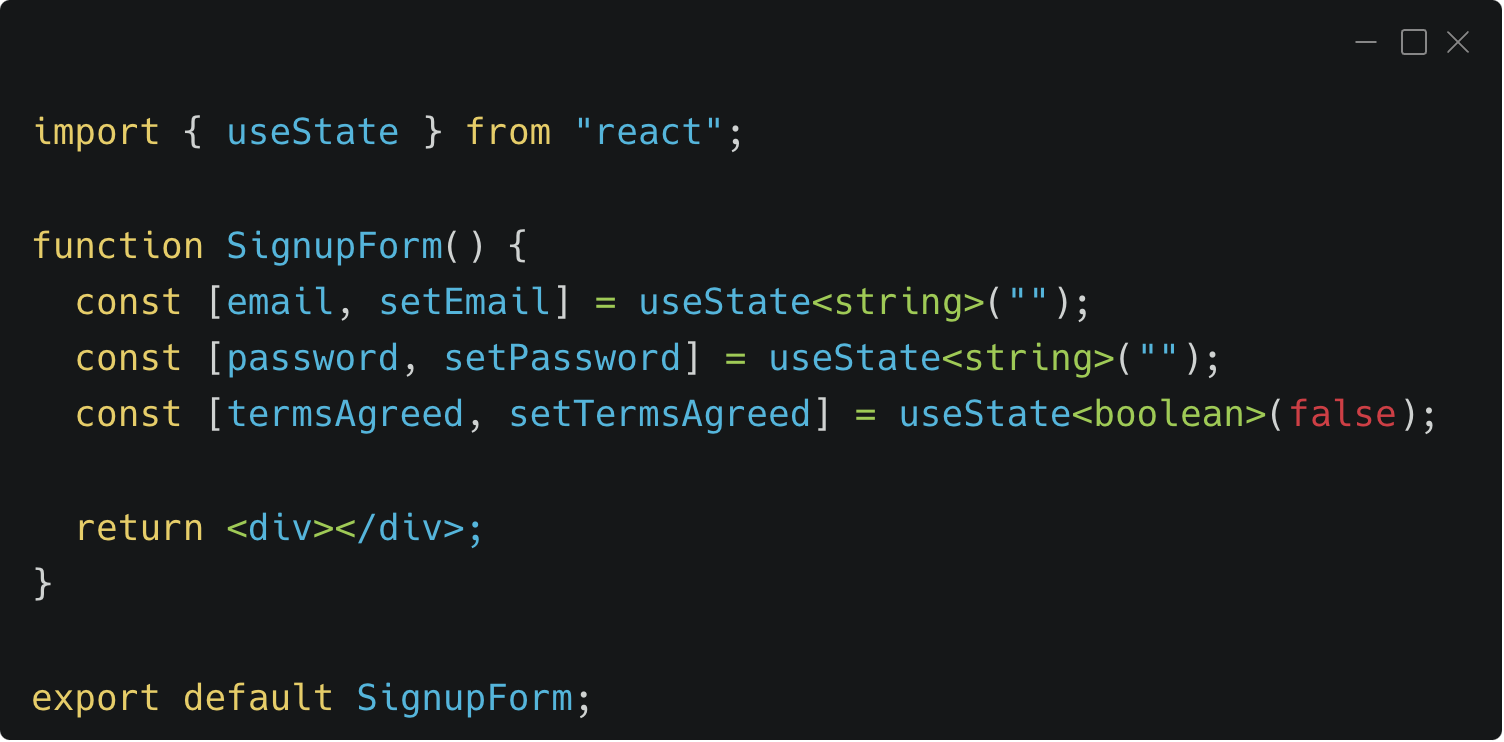 import { useState } from "react";
function SignupForm() {
  const [email, setEmail] = useState<string>("");
  const [password, setPassword] = useState<string>("");
  const [termsAgreed, setTermsAgreed] = useState<boolean>(false);
  return <div></div>;
}
export default SignupForm;